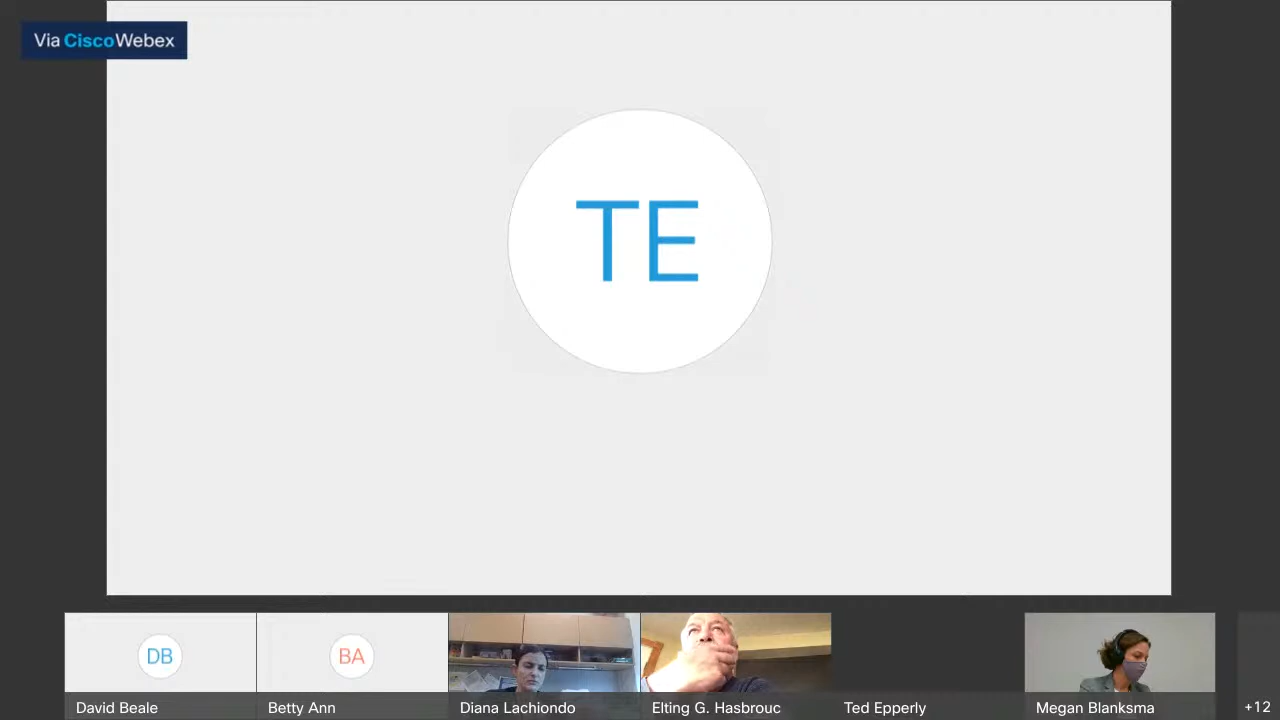 Via CiscoWebex
TE
DB
BA
David Beale
Betty Ann
Diana Lachiondo
Elting G. Hasbrouc
Ted Epperly
Megan Blanksma
+12